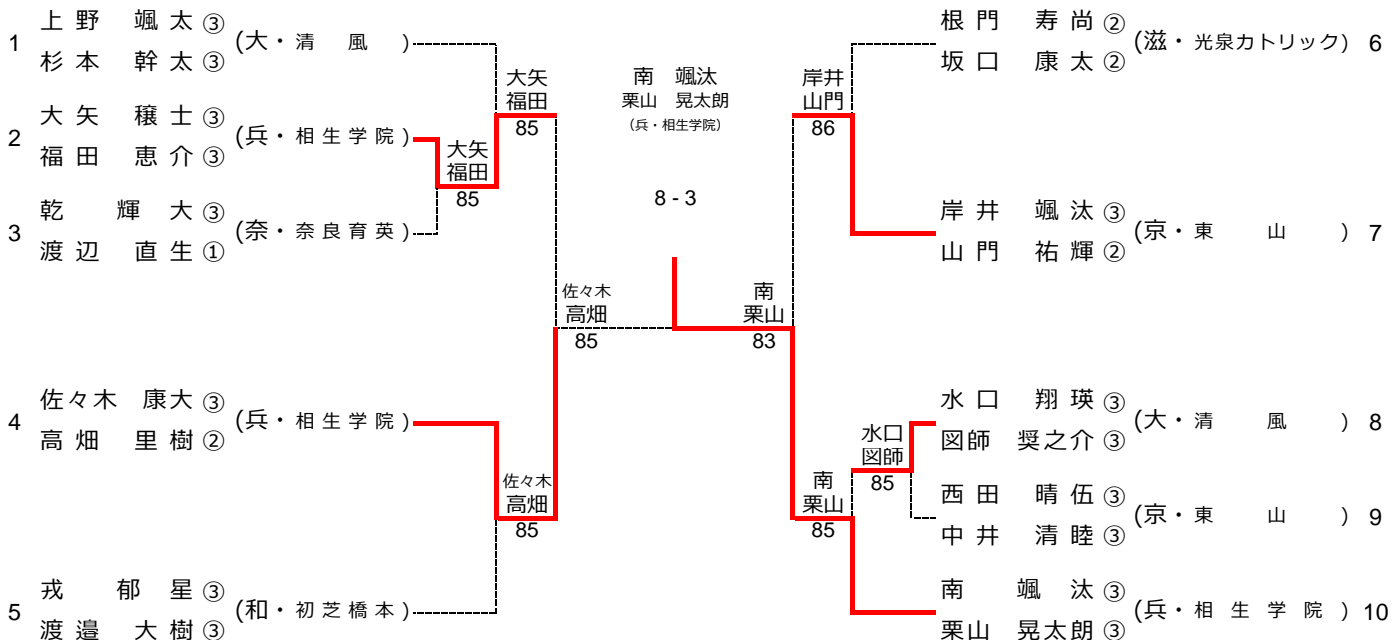 1 上野 颯太 ③ (大・清風)
杉本 幹太 ③
2 大矢 穣士 ③ (兵・相生学院)
福田 恵介 ③
3 乾 輝大 ③ (奈・奈良育英)
渡辺 直生 ①
4 佐々木 康大 ③ (兵・相生学院)
高畑 里樹 ②
5 戎 郁星 ③ (和・初芝橋本)
渡邉 大樹 ③
大矢
福田
85
大矢
福田
85
佐々木
高畑
85
佐々木
高畑
85
南 颯汰
栗山 晃太朗
(兵・相生学院)
8 - 3
南
栗山
83
岸井
山門
86
水口
図師
85
南
栗山
85
根門 寿尚 ② (滋・光泉カトリック) 6
坂口 康太 ②
岸井 颯汰 ③ (京・東山) 7
山門 祐輝 ②
水口 翔瑛 ③ (大・清風) 8
図師 奨之介 ③
西田 晴伍 ③ (京・東山) 9
中井 清睦 ③
南 颯汰 ③ (兵・相生学院) 10
栗山 晃太朗 ③